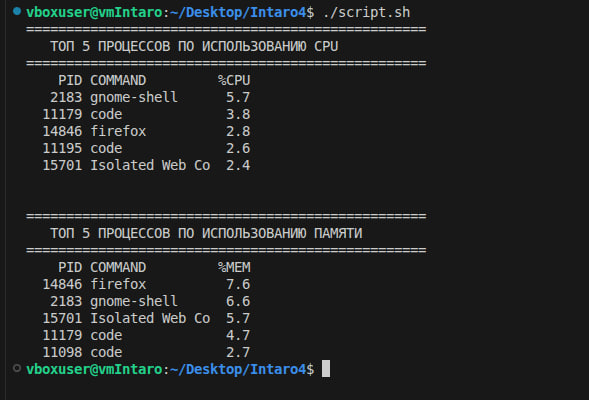 vboxuser@vmIntaro:~/Desktop/Intaro4$ ./script.sh
==================================================
   ТОП 5 ПРОЦЕССОВ ПО ИСПОЛЬЗОВАНИЮ CPU
==================================================
    PID COMMAND         %CPU
   2183 gnome-shell      5.7
  11179 code             3.8
  14846 firefox          2.8
  11195 code             2.6
  15701 Isolated Web Co  2.4
==================================================
   ТОП 5 ПРОЦЕССОВ ПО ИСПОЛЬЗОВАНИЮ ПАМЯТИ
==================================================
    PID COMMAND         %MEM
  14846 firefox          7.6
   2183 gnome-shell      6.6
  15701 Isolated Web Co  5.7
  11179 code             4.7
  11098 code             2.7
vboxuser@vmIntaro:~/Desktop/Intaro4$